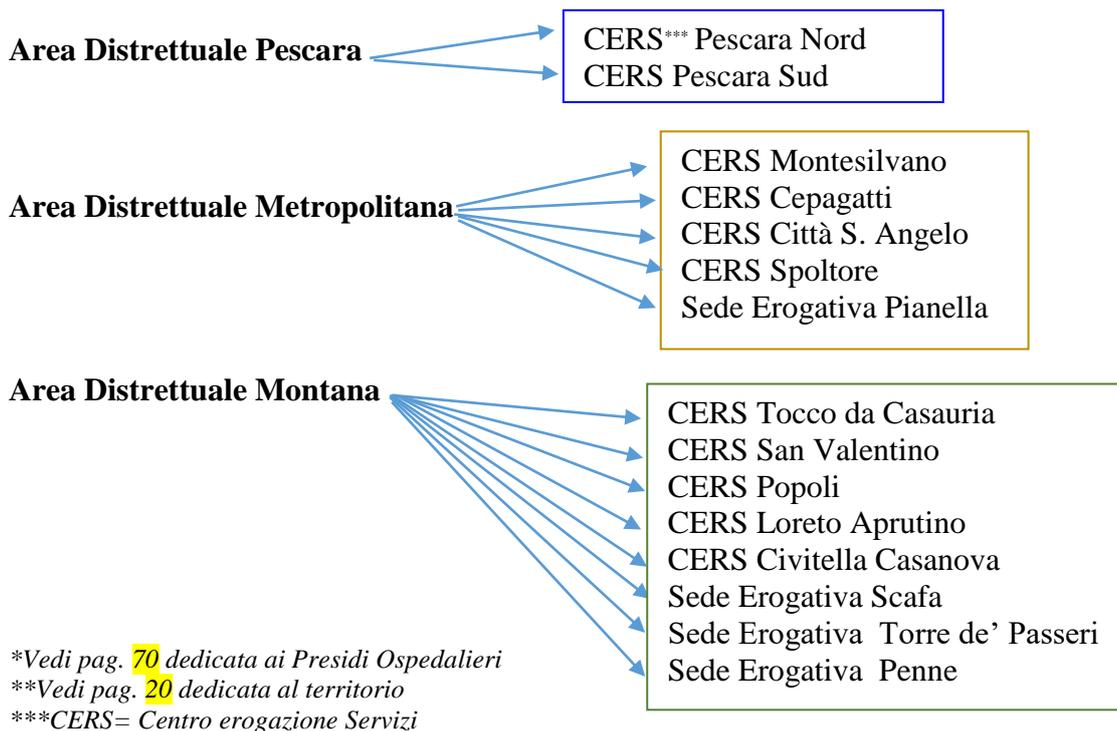 Area Distrettuale Pescara
CERS*** Pescara Nord
CERS Pescara Sud
Area Distrettuale Metropolitana
CERS Montesilvano
CERS Cepagatti
CERS Città S. Angelo
CERS Spoltore
Sede Erogativa Pianella
Area Distrettuale Montana
CERS Tocco da Casauria
CERS San Valentino
CERS Popoli
CERS Loreto Aprutino
CERS Civitella Casanova
Sede Erogativa Scafa
Sede Erogativa Torre de’ Passeri
Sede Erogativa Penne
*Vedi pag. 70 dedicata ai Presidi Ospedalieri
**Vedi pag. 20 dedicata al territorio
***CERS= Centro erogazione Servizi